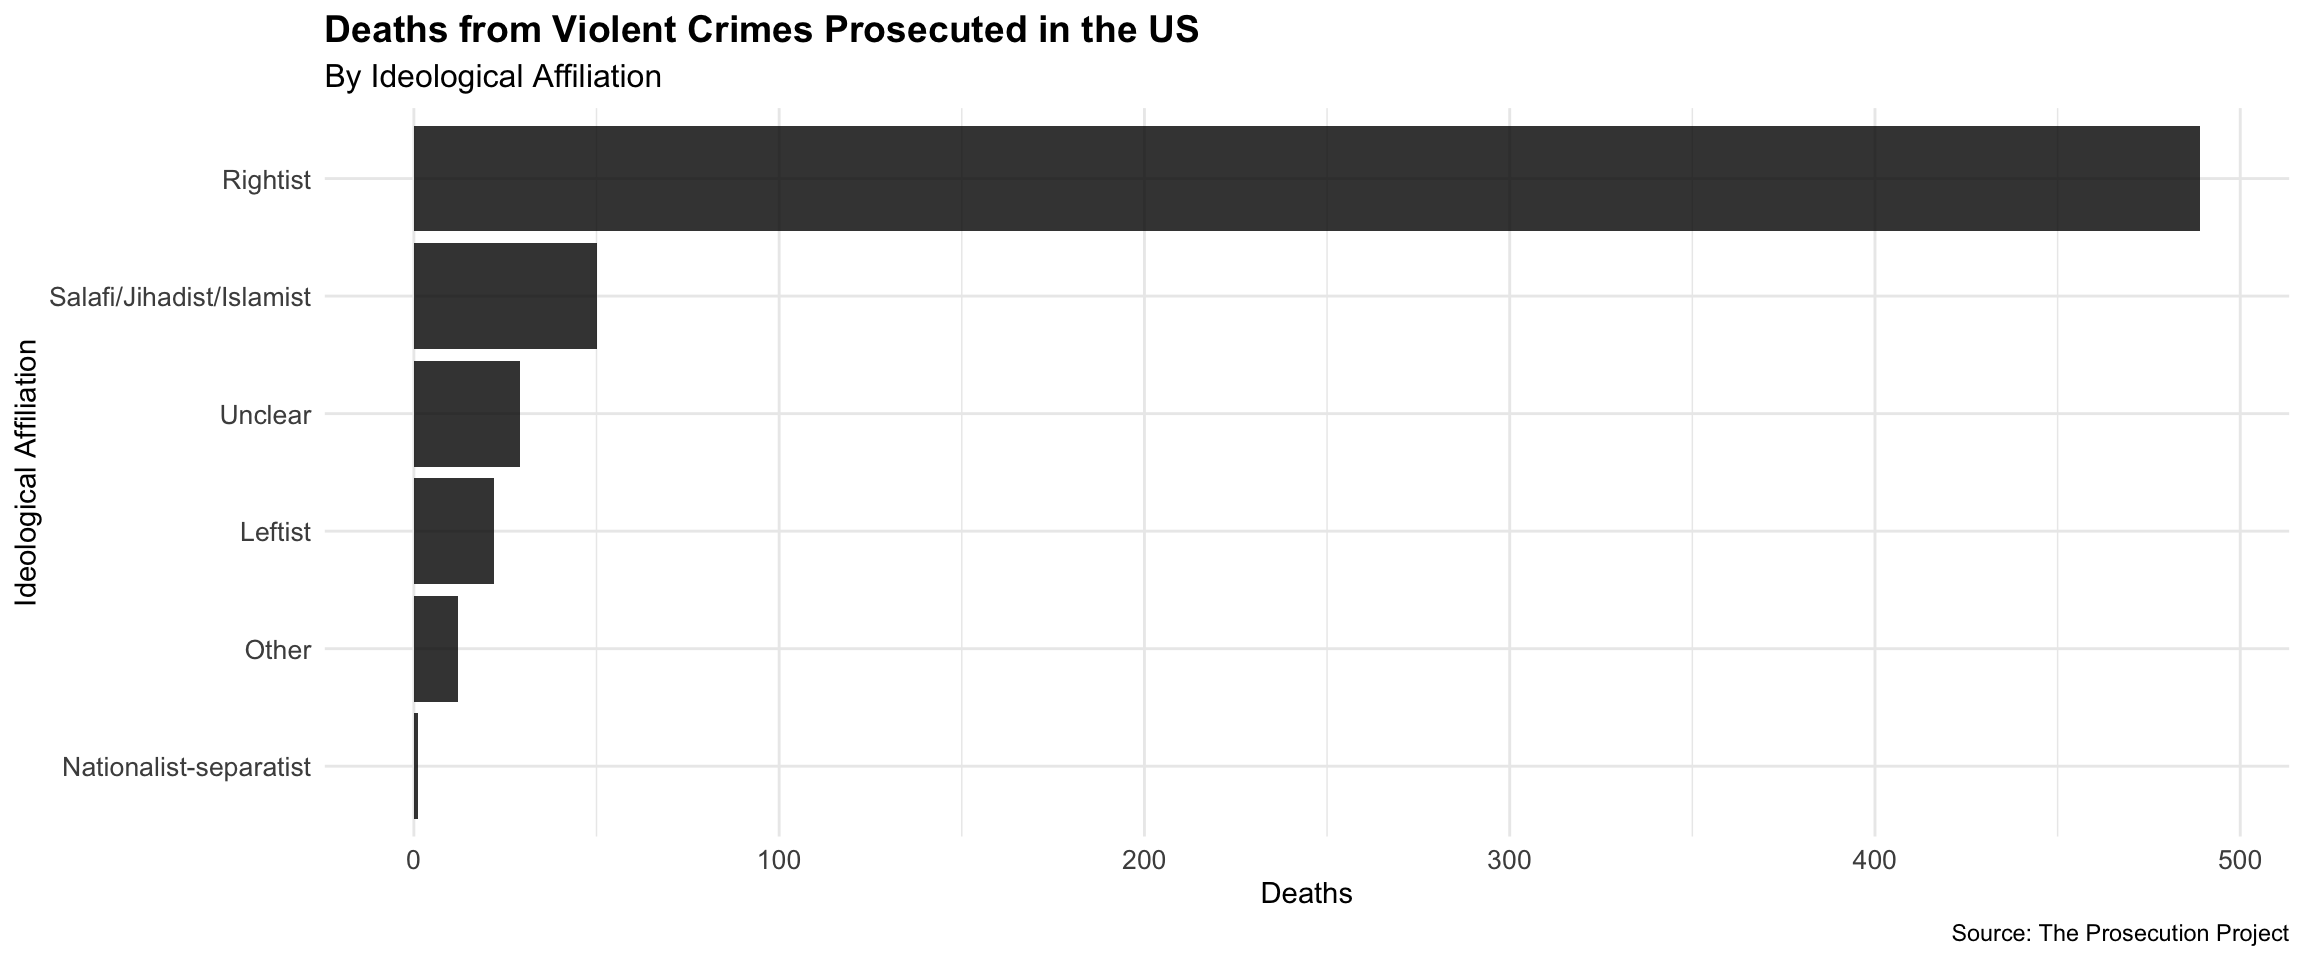 Deaths from Violent Crimes Prosecuted in the US
By Ideological Affiliation
Ideological Affiliation
Rightist
Salafi/Jihadist/Islamist
Unclear
Leftist
Other
Nationalist-separatist
0 100 200 300 400 500
Deaths
Source: The Prosecution Project